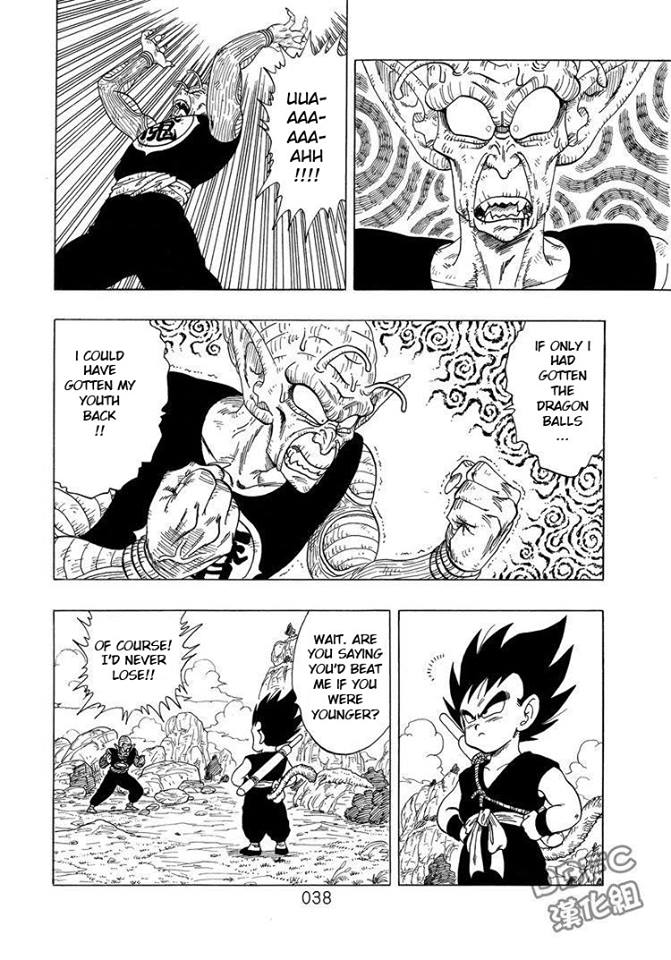 UUA-
AAA-
AAA-
AHH
!!!!
IF ONLY I
HAD
GOTTEN
THE
DRAGON
BALLS
...
I COULD
HAVE
GOTTEN MY
YOUTH
BACK
!!
WAIT. ARE
YOU SAYING
YOU'D BEAT
ME IF YOU
WERE
YOUNGER?
OF COURSE!
I'D NEVER
LOSE!!
038
DBFC
漢化組